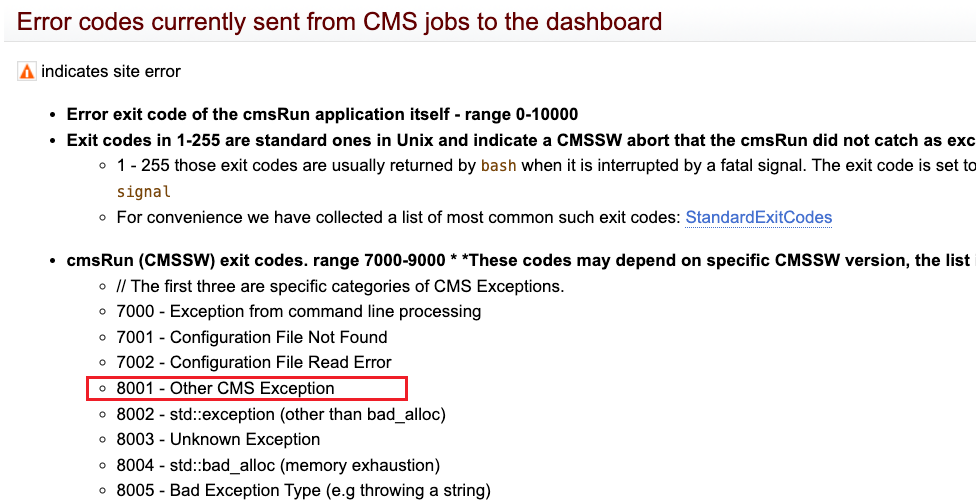 Error codes currently sent from CMS jobs to the dashboard
indicates site error
Error exit code of the cmsRun application itself - range 0-10000
Exit codes in 1-255 are standard ones in Unix and indicate a CMSSW abort that the cmsRun did not catch as exc
1 - 255 those exit codes are usually returned by bash when it is interrupted by a fatal signal. The exit code is set to
signal
For convenience we have collected a list of most common such exit codes: StandardExitCodes
cmsRun (CMSSW) exit codes. range 7000-9000 * *These codes may depend on specific CMSSW version, the list i
// The first three are specific categories of CMS Exceptions.
7000 - Exception from command line processing
7001 - Configuration File Not Found
7002 - Configuration File Read Error
8001 - Other CMS Exception
8002 - std::exception (other than bad_alloc)
8003 - Unknown Exception
8004 - std::bad_alloc (memory exhaustion)
8005 - Bad Exception Type (e.g throwing a string)